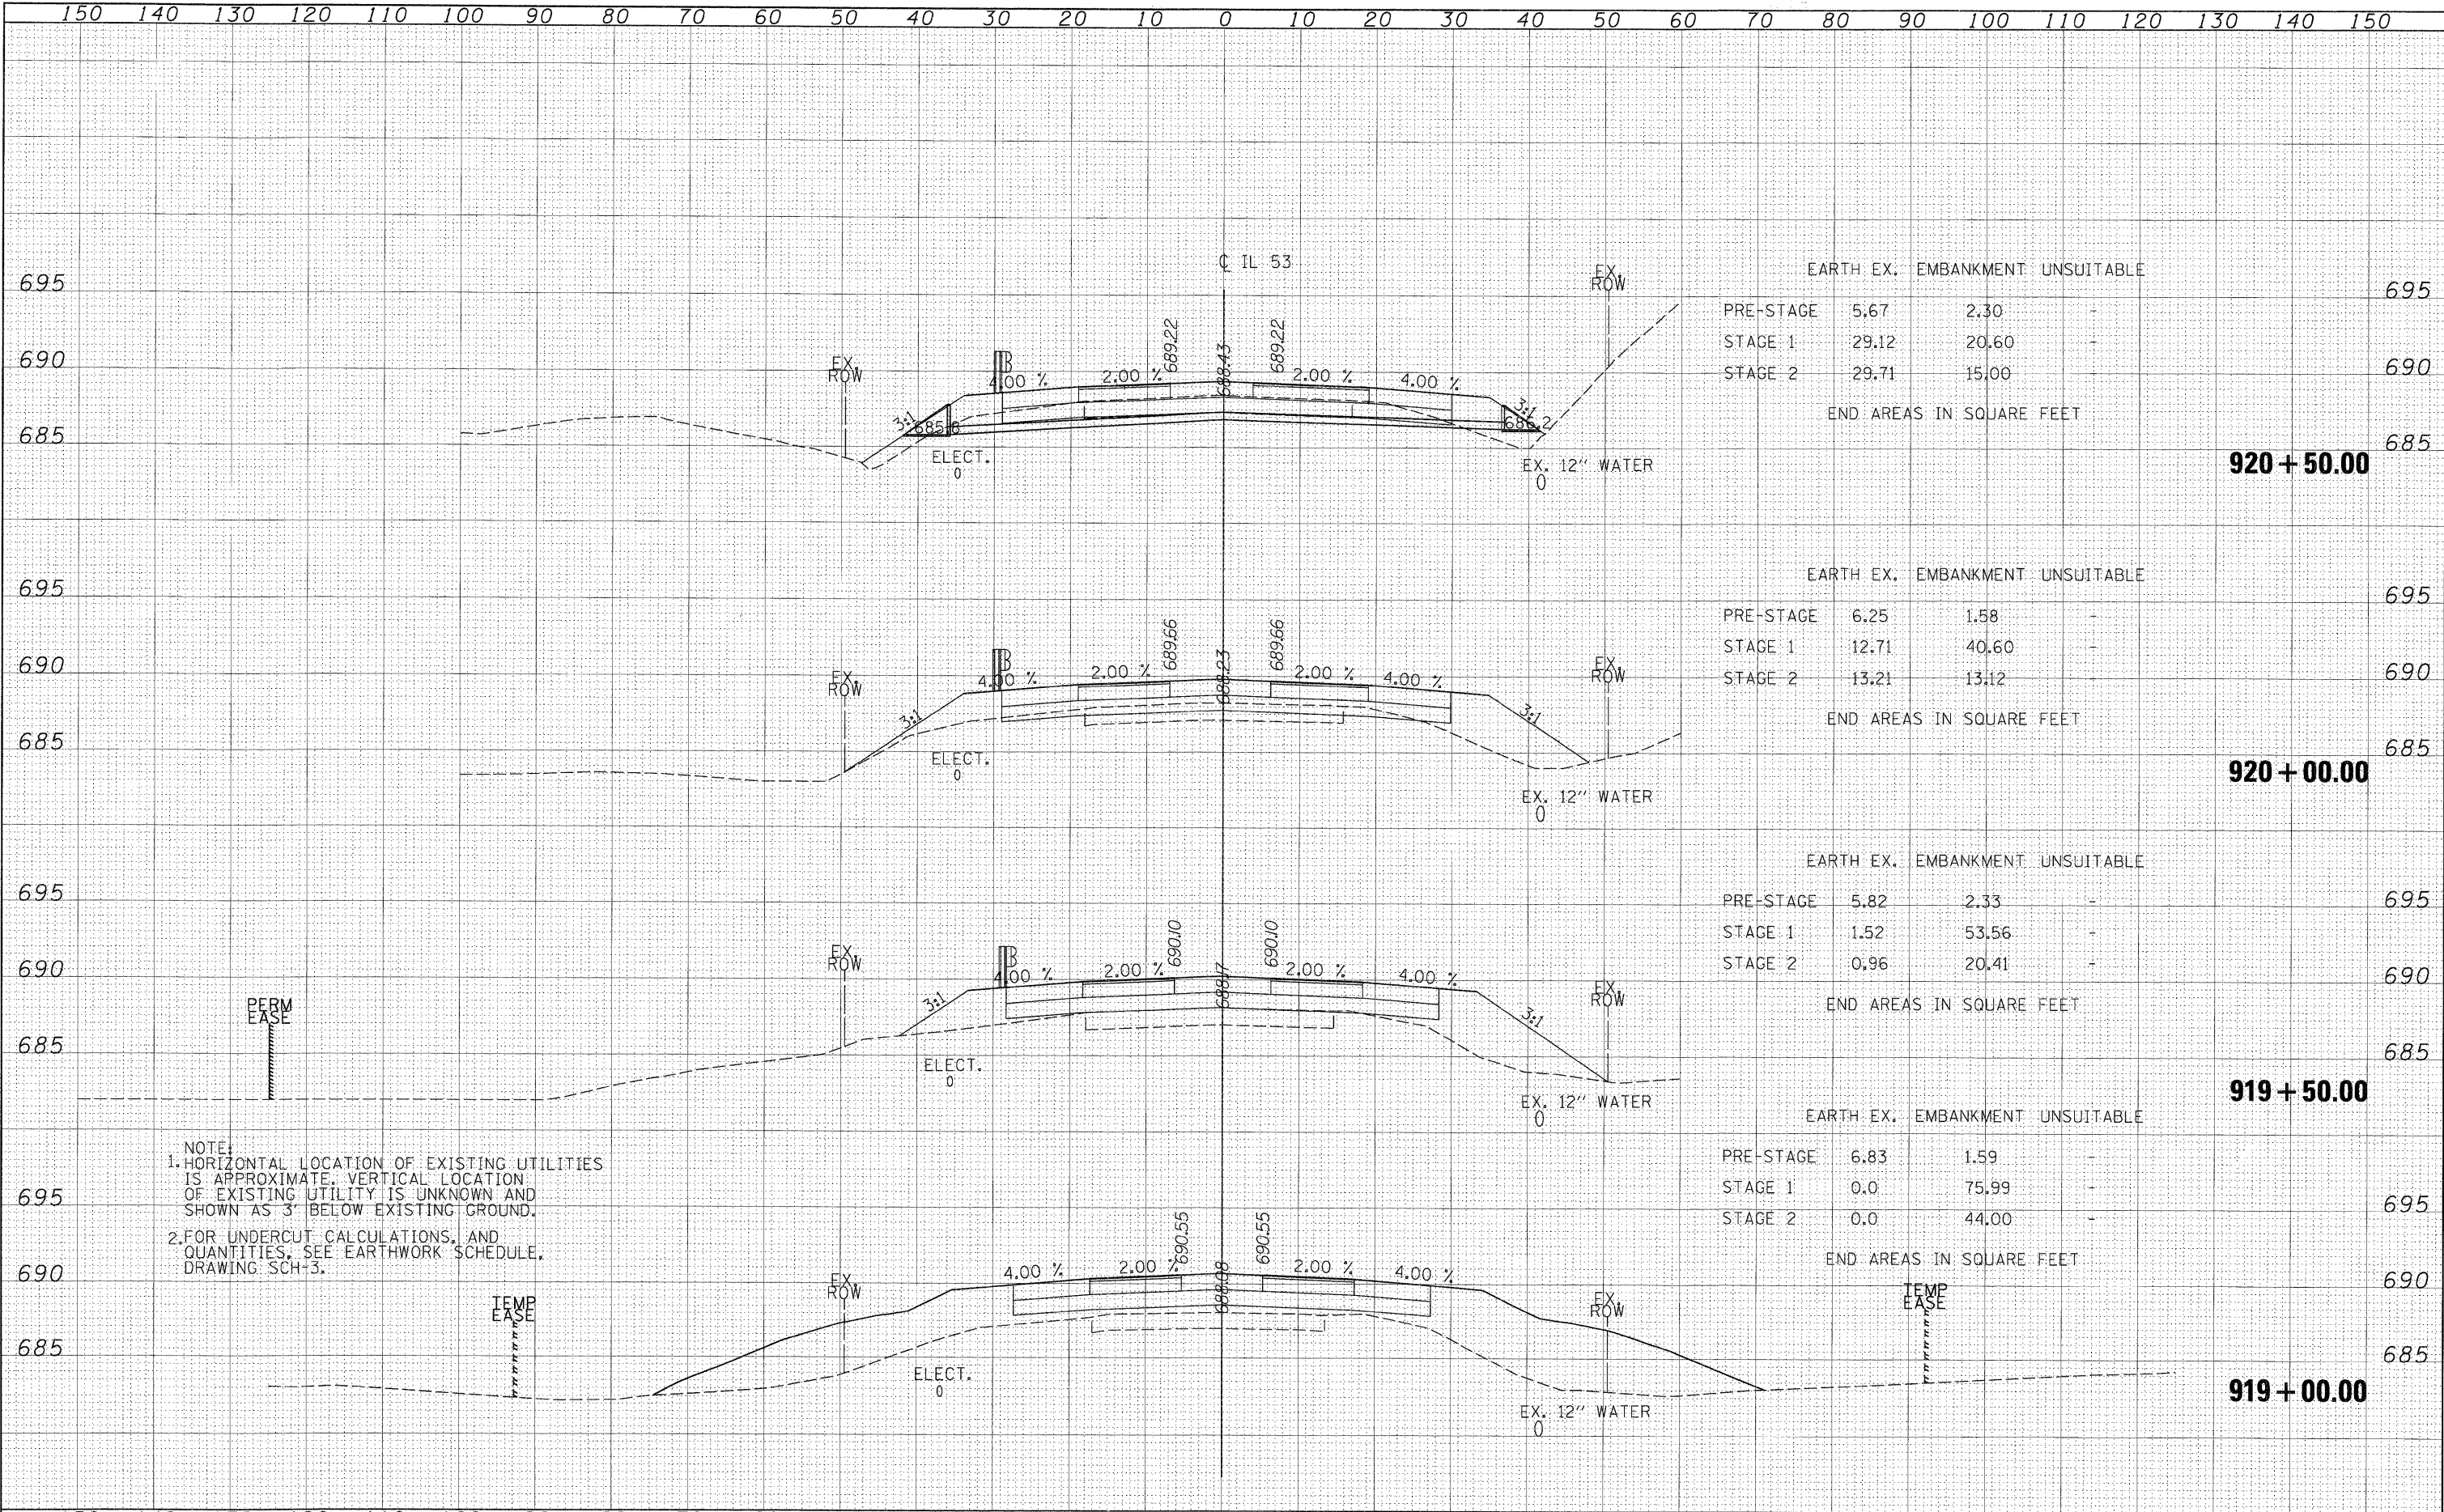 150 140 130 120 110 100 90 80 70 60 50 40 30 20 10 0 10 20 30 40 50 60 70 80 90 100 110 120 130 140 150
℄ IL 53
EARTH EX. EMBANKMENT UNSUITABLE
695 EX. ROW 695
PRE-STAGE 5.67 2.30 -
STAGE 1 29.12 20.60 -
STAGE 2 29.71 15.00 -
689.22 688.43 689.22
690 EX. ROW 690
4.00 % 2.00 % 2.00 % 4.00 %
END AREAS IN SQUARE FEET
3:1 685.8 686.2 3:1
685 685
ELECT.
0
EX. 12" WATER
0
920+50.00
EARTH EX. EMBANKMENT UNSUITABLE
695 695
PRE-STAGE 6.25 1.58 -
STAGE 1 12.71 40.60 -
STAGE 2 13.21 13.12 -
689.66 688.23 689.66
690 EX. ROW EX. ROW 690
4.00 % 2.00 % 2.00 % 4.00 %
END AREAS IN SQUARE FEET
3:1 3:1
685 685
ELECT.
0
920+00.00
EX. 12" WATER
0
EARTH EX. EMBANKMENT UNSUITABLE
695 695
PRE-STAGE 5.82 2.33 -
STAGE 1 1.52 53.56 -
STAGE 2 0.96 20.41 -
690.10 688.17 690.10
690 EX. ROW EX. ROW 690
4.00 % 2.00 % 2.00 % 4.00 %
END AREAS IN SQUARE FEET
PERM
EASE
3:1 3:1
685 685
ELECT.
0
919+50.00
EX. 12" WATER
0
EARTH EX. EMBANKMENT UNSUITABLE
NOTE:
1. HORIZONTAL LOCATION OF EXISTING UTILITIES
IS APPROXIMATE. VERTICAL LOCATION
OF EXISTING UTILITY IS UNKNOWN AND
SHOWN AS 3' BELOW EXISTING GROUND.
2. FOR UNDERCUT CALCULATIONS, AND
QUANTITIES, SEE EARTHWORK SCHEDULE,
DRAWING SCH-3.
PRE-STAGE 6.83 1.59 -
STAGE 1 0.0 75.99 -
STAGE 2 0.0 44.00 -
695 695
END AREAS IN SQUARE FEET
690.55 688.08 690.55
690 690
4.00 % 2.00 % 2.00 % 4.00 %
EX. ROW EX. ROW
TEMP
EASE
TEMP
EASE
685 685
ELECT.
0
919+00.00
EX. 12" WATER
0